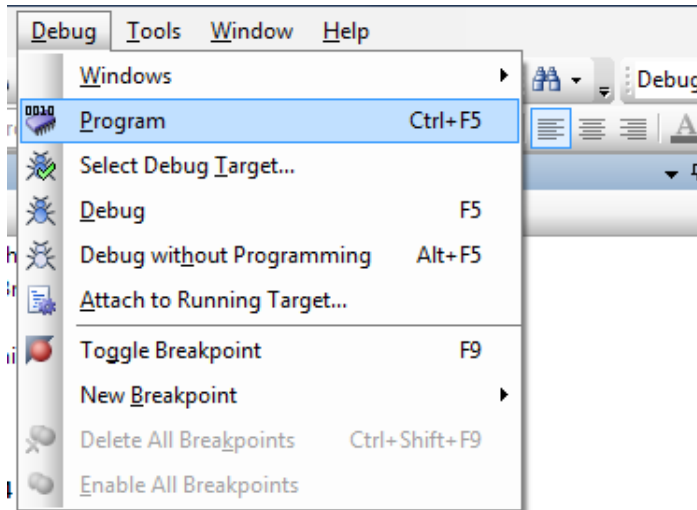 Debug Tools Window Help
Windows
Debug
0010
Program Ctrl+F5
Select Debug Target...
Debug F5
Debug without Programming Alt+F5
Attach to Running Target...
Toggle Breakpoint F9
New Breakpoint
Delete All Breakpoints Ctrl+Shift+F9
Enable All Breakpoints